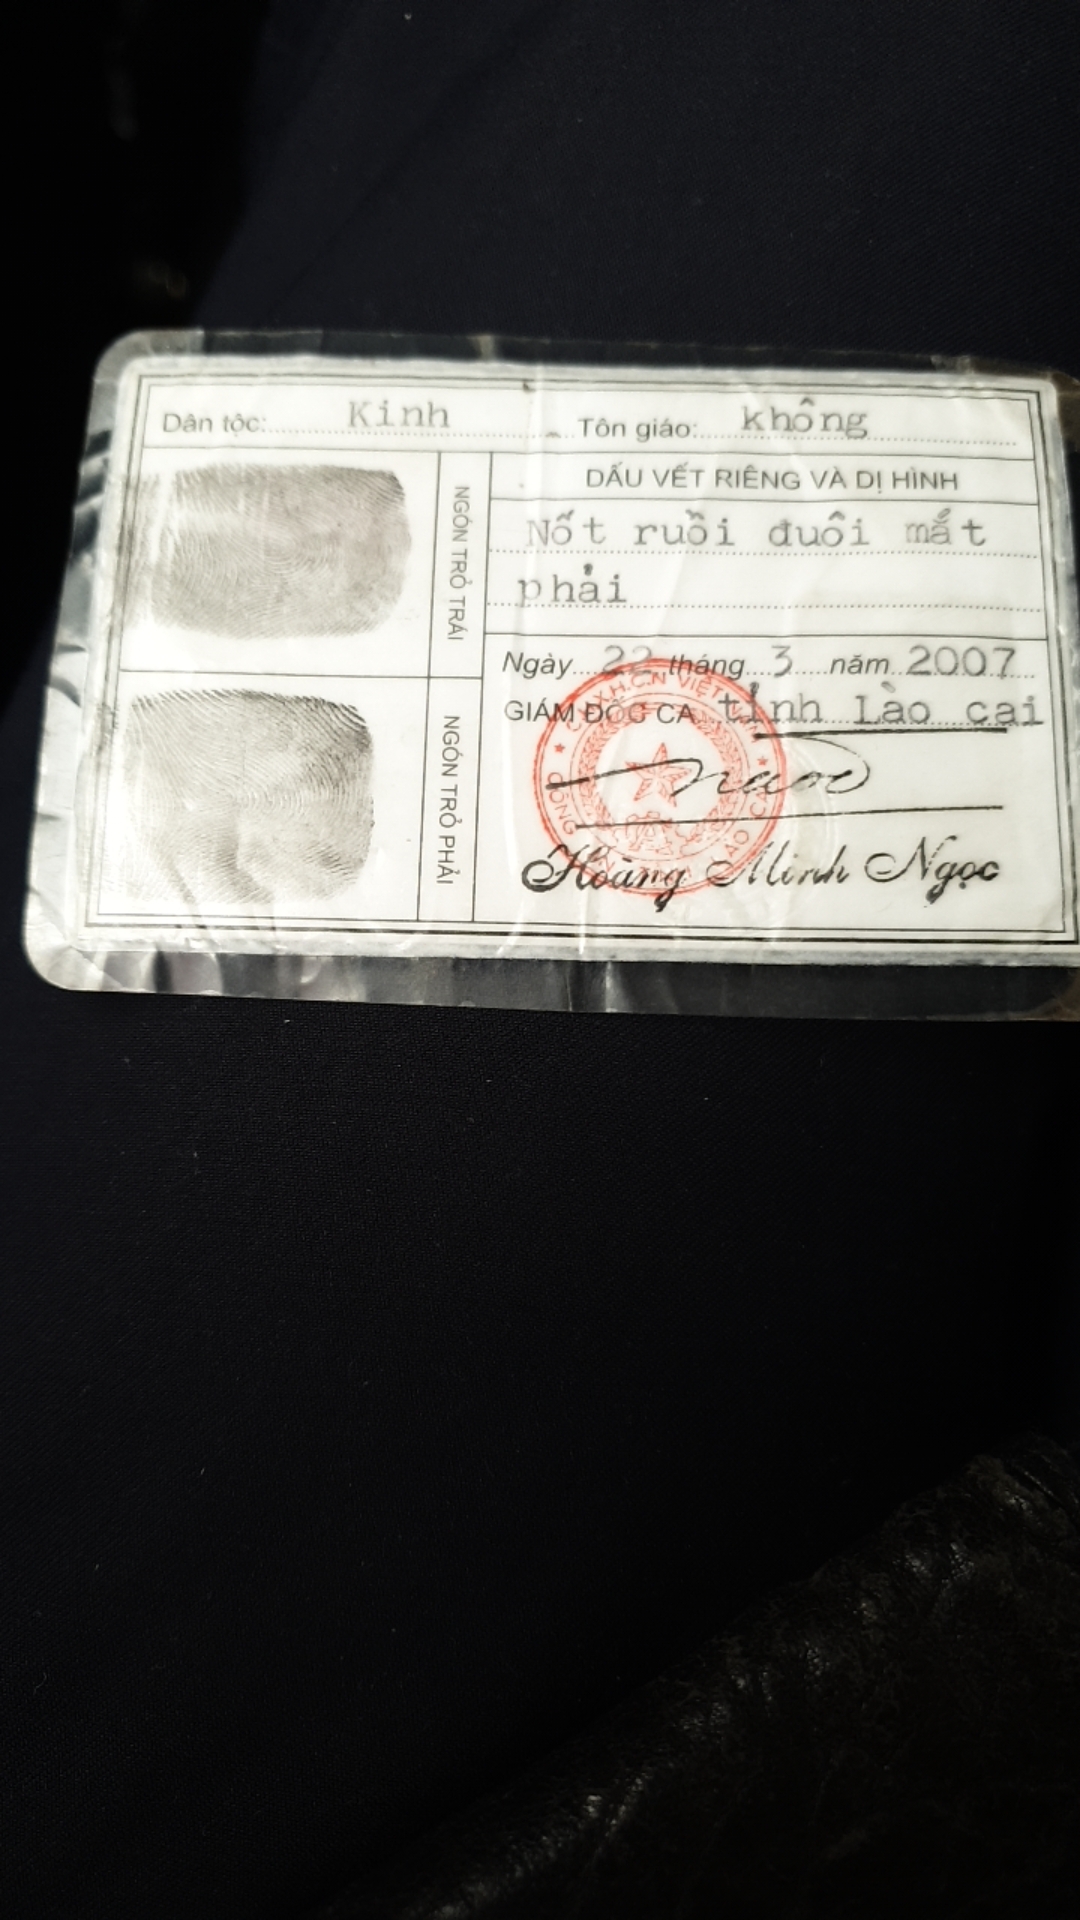 Dân tộc: Kinh Tôn giáo: không
NGÓN TRỎ TRÁI
NGÓN TRỎ PHẢI
DẤU VẾT RIÊNG VÀ DỊ HÌNH
Nốt ruồi đuôi mắt
phải
Ngày 22 tháng 3 năm 2007
GIÁM ĐỐC CA tỉnh lào cai
Hoàng Minh Ngọc